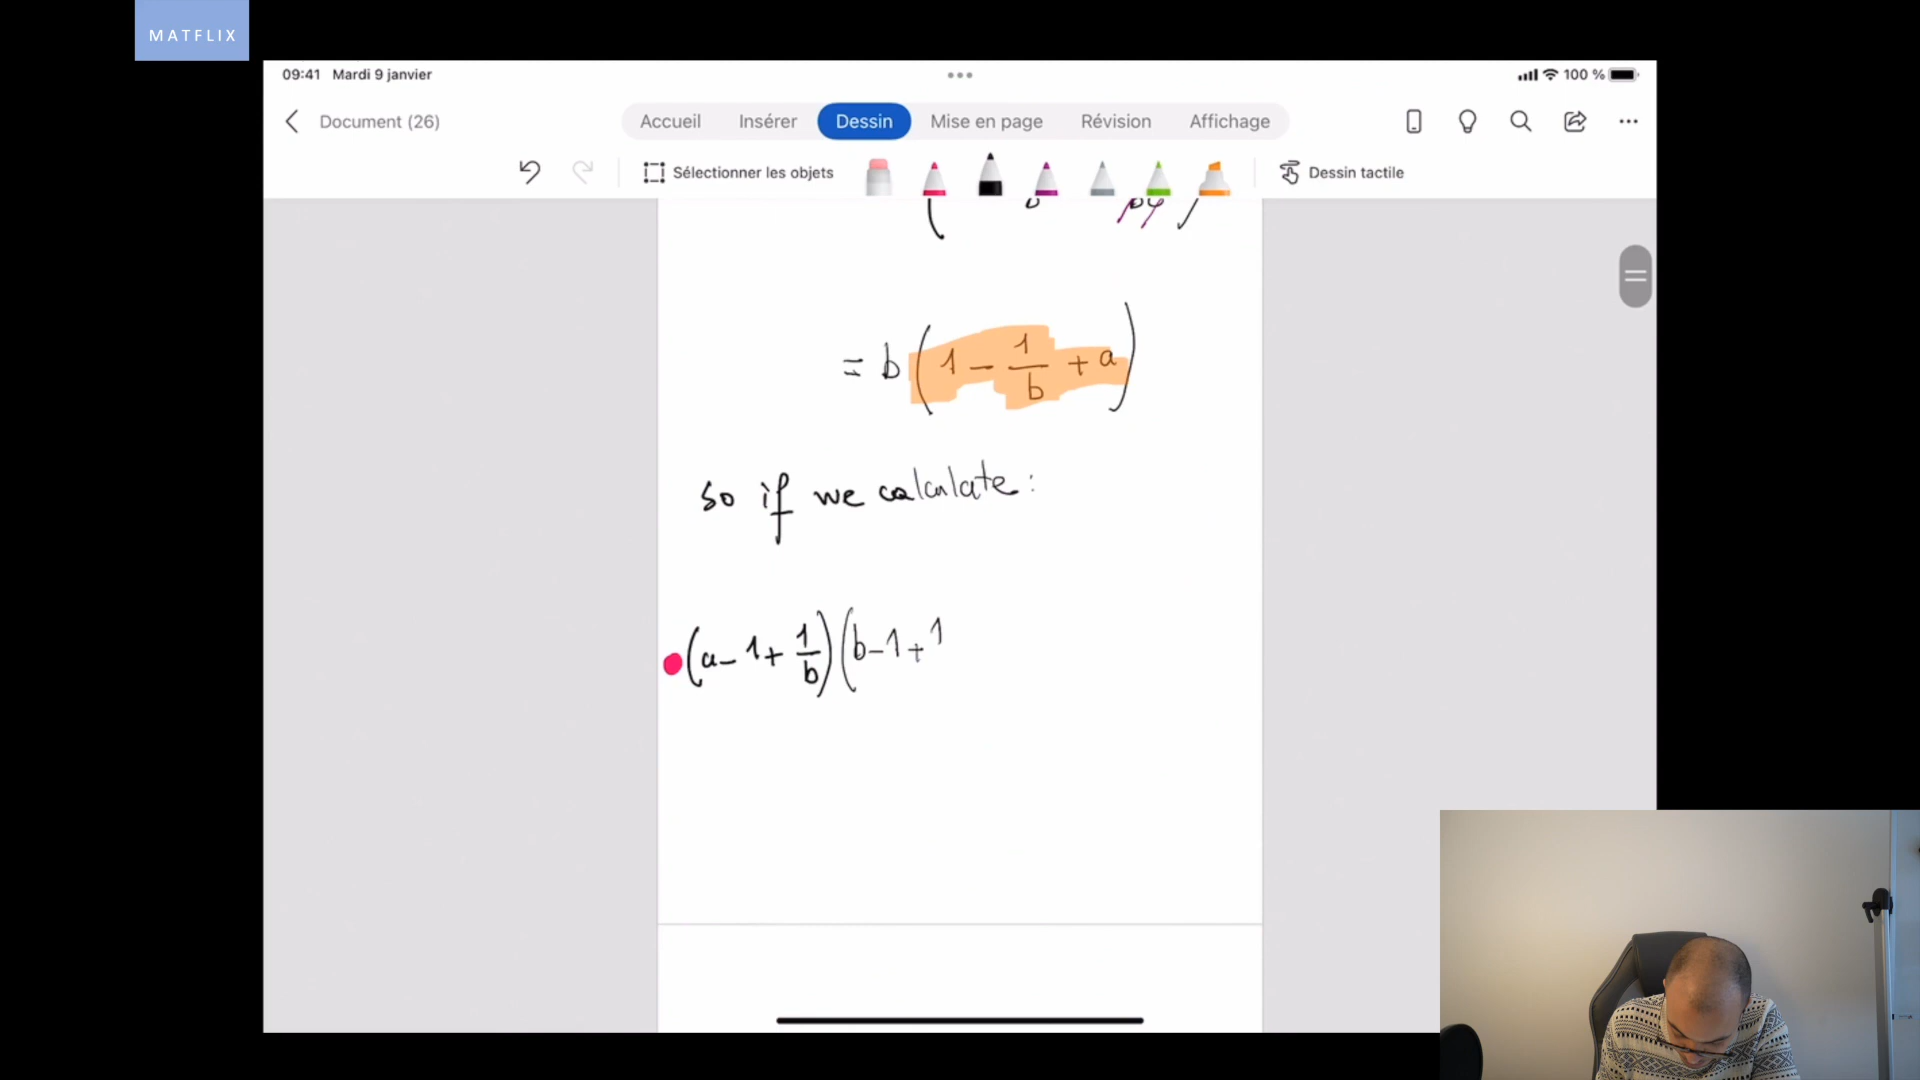 MATFLIX
09:41 Mardi 9 janvier
100 %
Document (26)
Accueil Insérer Dessin Mise en page Révision Affichage
Sélectionner les objets
Dessin tactile
= b (1 - 1/b + a)
so if we calculate:
(a - 1 + 1/b)(b - 1 + 1